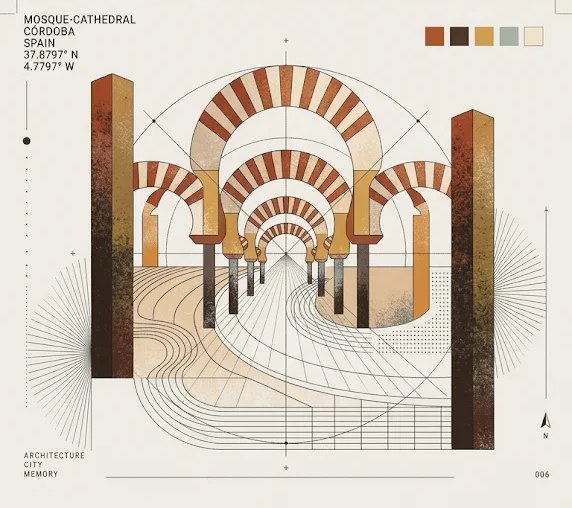 MOSQUE-CATHEDRAL
CÓRDOBA
SPAIN
37.8797° N
4.7797° W
N
ARCHITECTURE
CITY
MEMORY
006